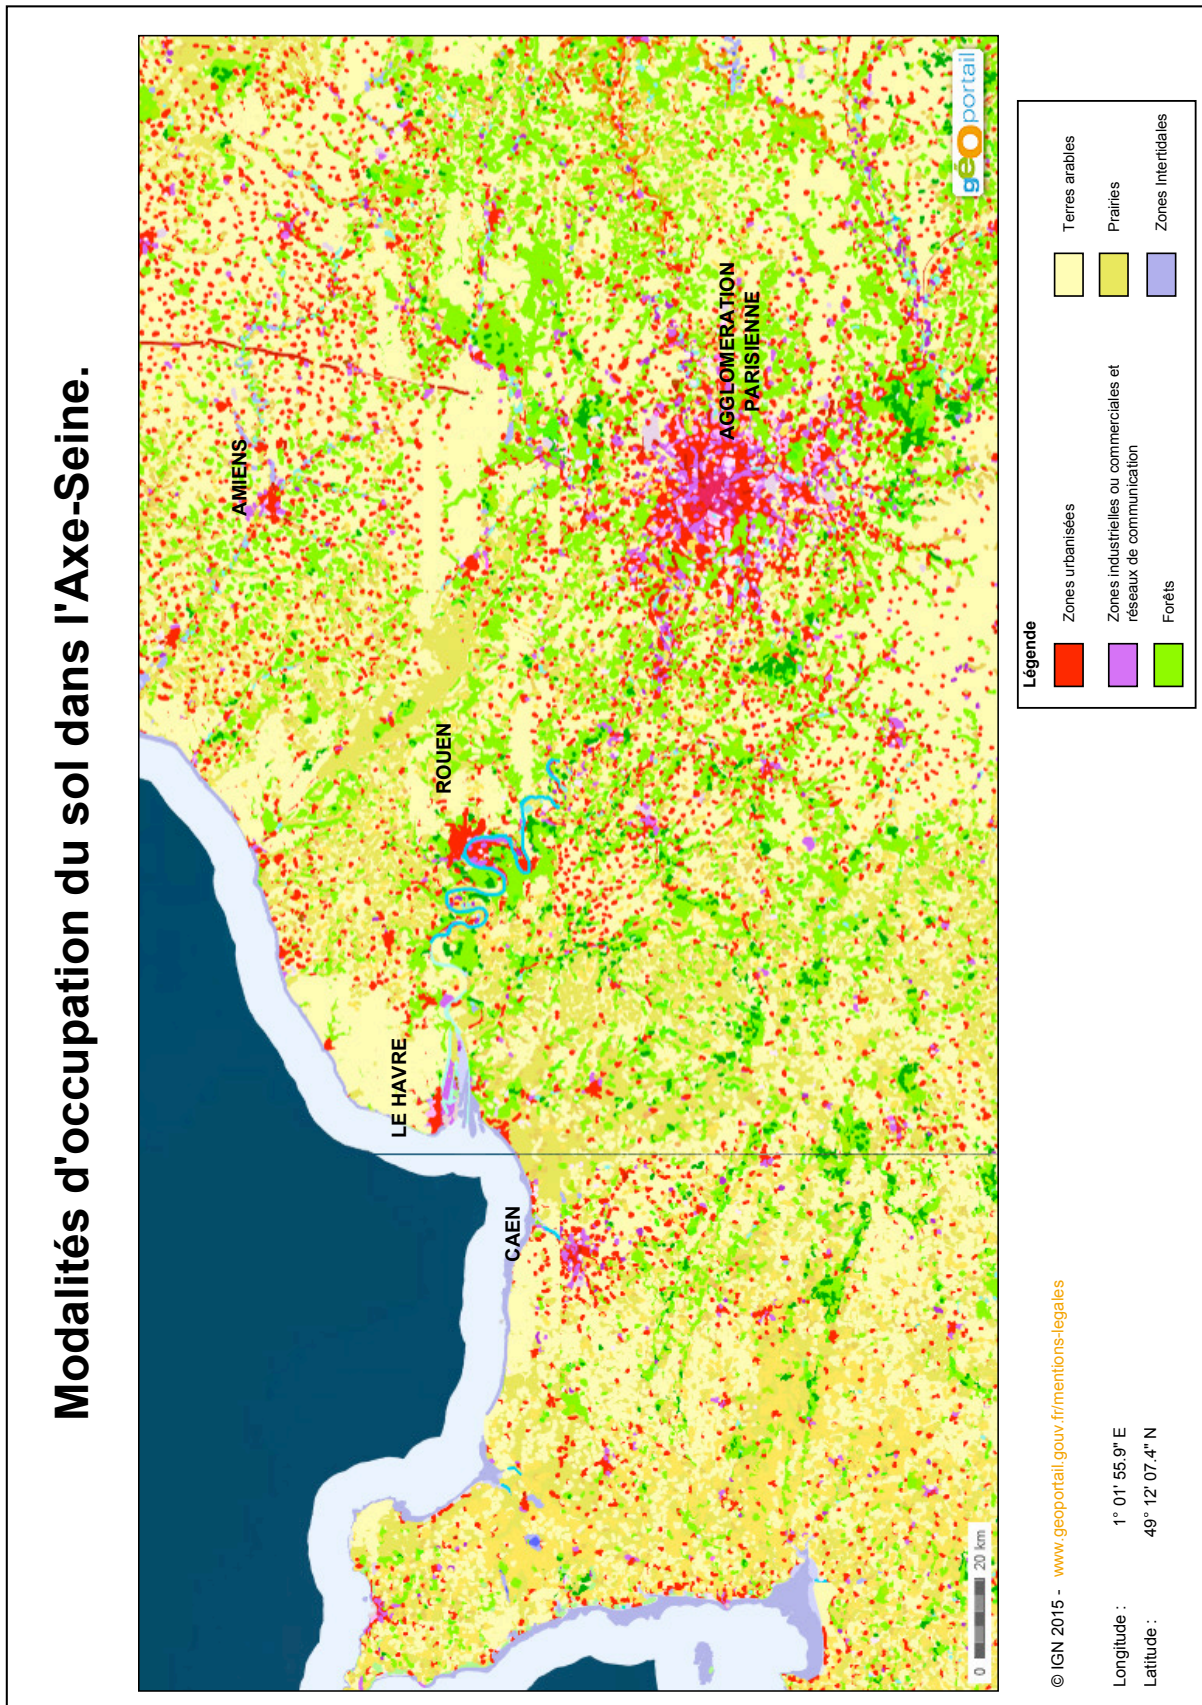 Modalités d'occupation du sol dans l'Axe-Seine.
AMIENS
ROUEN
LE HAVRE
CAEN
AGGLOMERATION
PARISIENNE
géoportail
0 20 km
© IGN 2015 - www.geoportail.gouv.fr/mentions-legales
Longitude : 1° 01' 55.9" E
Latitude : 49° 12' 07.4" N
Légende
Zones urbanisées
Zones industrielles ou commerciales et
réseaux de communication
Forêts
Terres arables
Prairies
Zones Intertidales